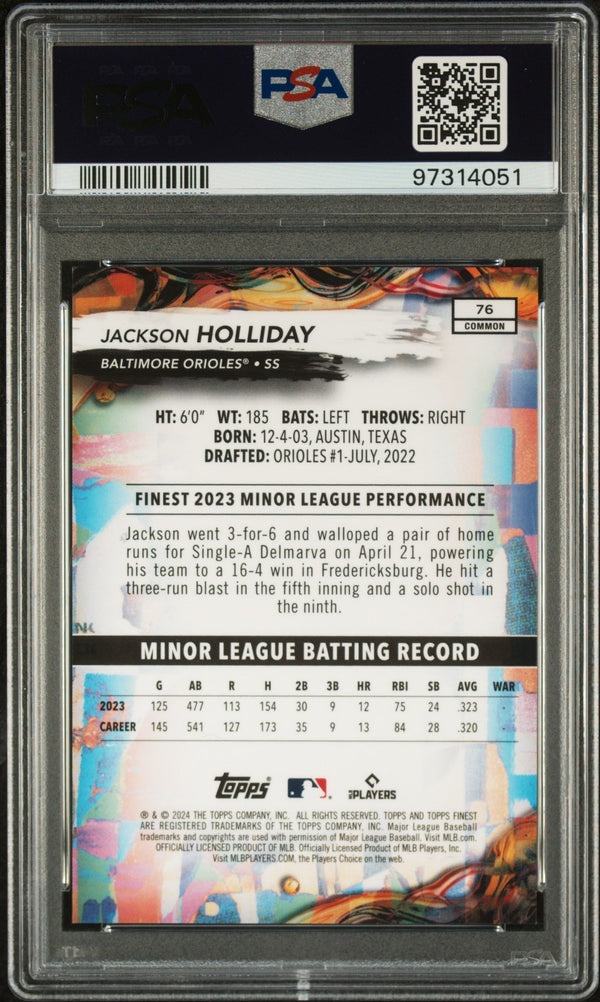 PSA
PSA
97314051
76
COMMON
JACKSON HOLLIDAY
BALTIMORE ORIOLES® • SS
HT: 6'0" WT: 185 BATS: LEFT THROWS: RIGHT
BORN: 12-4-03, AUSTIN, TEXAS
DRAFTED: ORIOLES #1-JULY, 2022
FINEST 2023 MINOR LEAGUE PERFORMANCE
Jackson went 3-for-6 and walloped a pair of home
runs for Single-A Delmarva on April 21, powering
his team to a 16-4 win in Fredericksburg. He hit a
three-run blast in the fifth inning and a solo shot in
the ninth.
MINOR LEAGUE BATTING RECORD
G AB R H 2B 3B HR RBI SB AVG WAR
2023 125 477 113 154 30 9 12 75 24 .323 -
CAREER 145 541 127 173 35 9 13 84 28 .320 -
Topps
PLAYERS
® & © 2024 THE TOPPS COMPANY, INC. ALL RIGHTS RESERVED. TOPPS AND TOPPS FINEST
ARE REGISTERED TRADEMARKS OF THE TOPPS COMPANY, INC. Major League Baseball
trademarks and copyrights are used with permission of Major League Baseball. Visit MLB.com.
OFFICIALLY LICENSED PRODUCT OF MLB Players, Inc.
Visit MLBPLAYERS.COM, the Players Choice on the web.
PSA